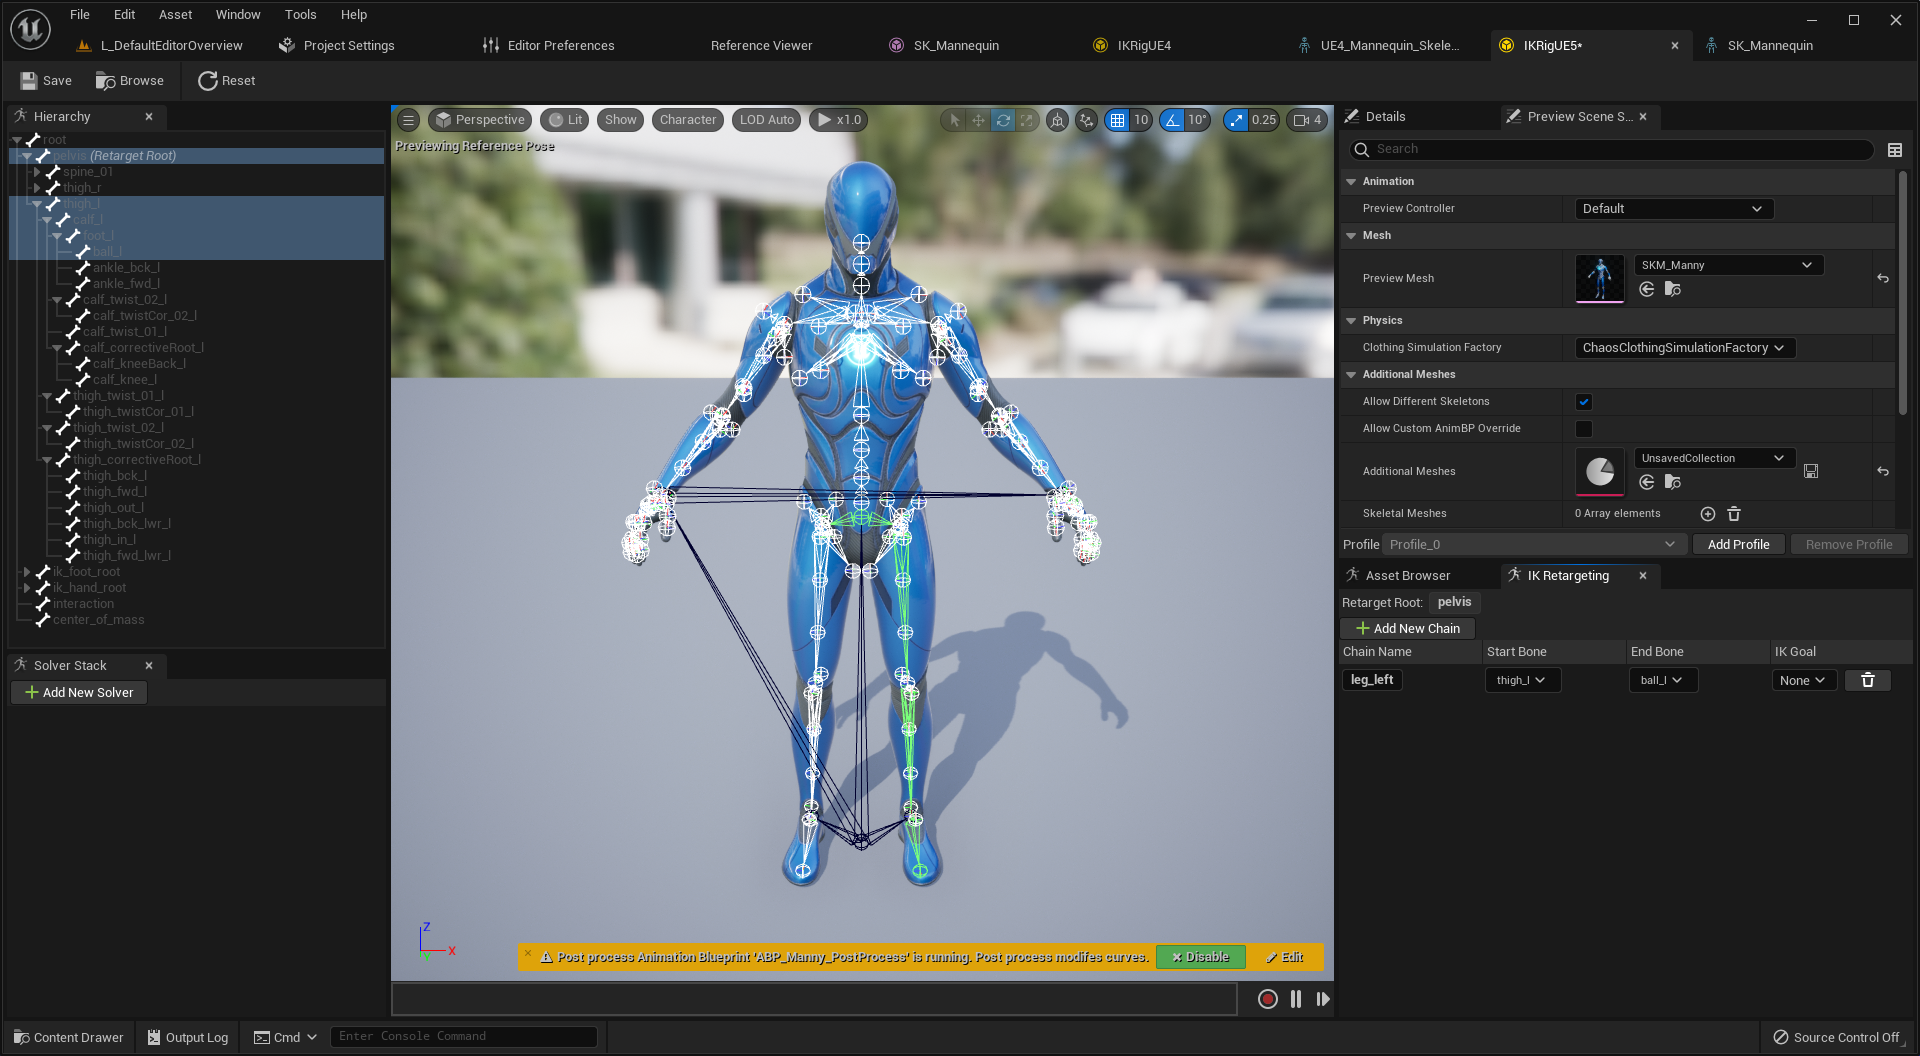 File Edit Asset Window Tools Help
L_DefaultEditorOverview Project Settings Editor Preferences Reference Viewer SK_Mannequin IKRigUE4 UE4_Mannequin_Skele... IKRigUE5* SK_Mannequin
Save Browse Reset
Hierarchy
root
pelvis (Retarget Root)
spine_01
thigh_r
thigh_l
calf_l
foot_l
ball_l
ankle_bck_l
ankle_fwd_l
calf_twist_02_l
calf_twistCor_02_l
calf_twist_01_l
calf_correctiveRoot_l
calf_kneeBack_l
calf_knee_l
thigh_twist_01_l
thigh_twistCor_01_l
thigh_twist_02_l
thigh_twistCor_02_l
thigh_correctiveRoot_l
thigh_bck_l
thigh_fwd_l
thigh_out_l
thigh_bck_lwr_l
thigh_in_l
thigh_fwd_lwr_l
ik_foot_root
ik_hand_root
interaction
center_of_mass
Solver Stack
Add New Solver
Perspective Lit Show Character LOD Auto x1.0 10 10° 0.25 4
Previewing Reference Pose
Z
X
Y
Post process Animation Blueprint 'ABP_Manny_PostProcess' is running. Post process modifes curves. Disable Edit
Details Preview Scene S...
Search
Animation
Preview Controller Default
Mesh
Preview Mesh SKM_Manny
Physics
Clothing Simulation Factory ChaosClothingSimulationFactory
Additional Meshes
Allow Different Skeletons
Allow Custom AnimBP Override
Additional Meshes UnsavedCollection
Skeletal Meshes 0 Array elements
Profile Profile_0 Add Profile Remove Profile
Asset Browser IK Retargeting
Retarget Root: pelvis
Add New Chain
Chain Name Start Bone End Bone IK Goal
leg_left thigh_l ball_l None
Content Drawer Output Log Cmd Enter Console Command Source Control Off